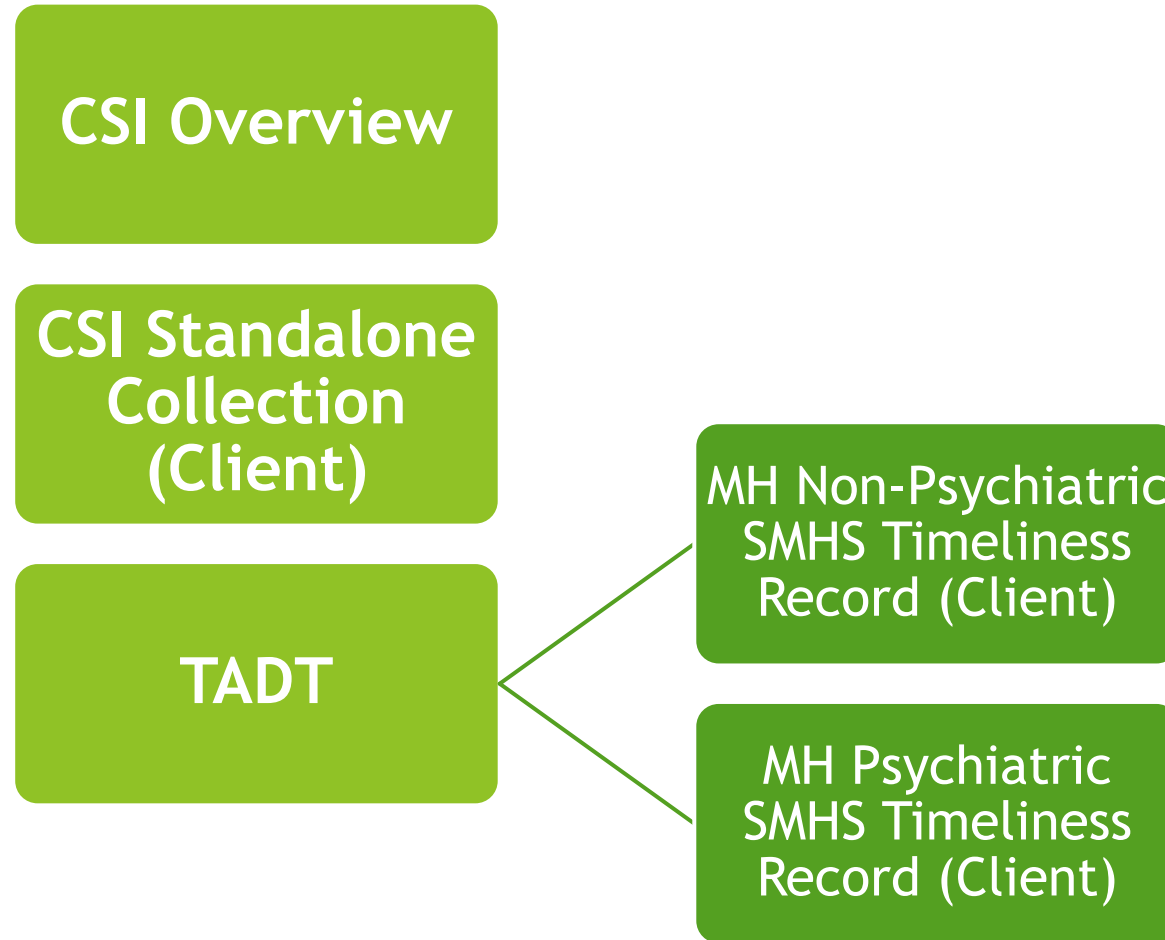 CSI Overview
CSI Standalone
Collection
(Client)
TADT
MH Non-Psychiatric
SMHS Timeliness
Record (Client)
MH Psychiatric
SMHS Timeliness
Record (Client)